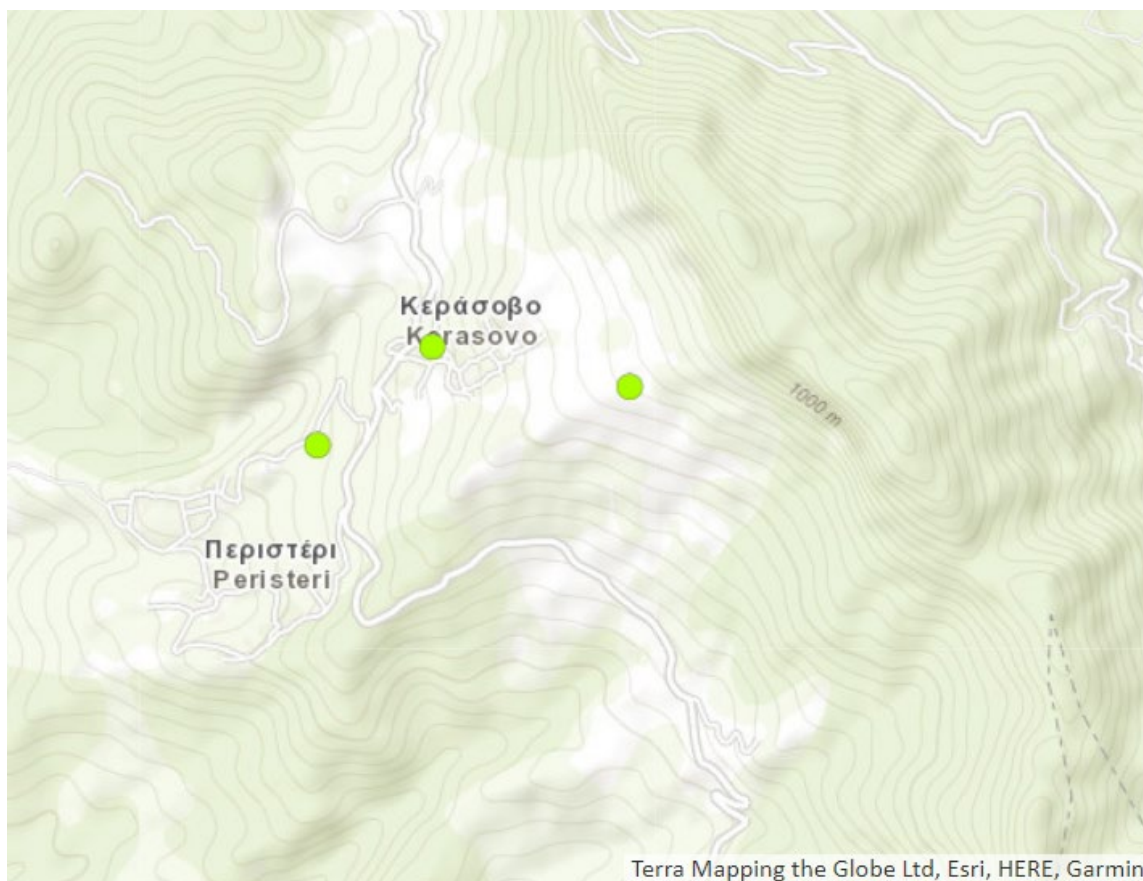 Κεράσοβο
Kerasovo
1000 m
Περιστέρι
Peristeri
Terra Mapping the Globe Ltd, Esri, HERE, Garmin